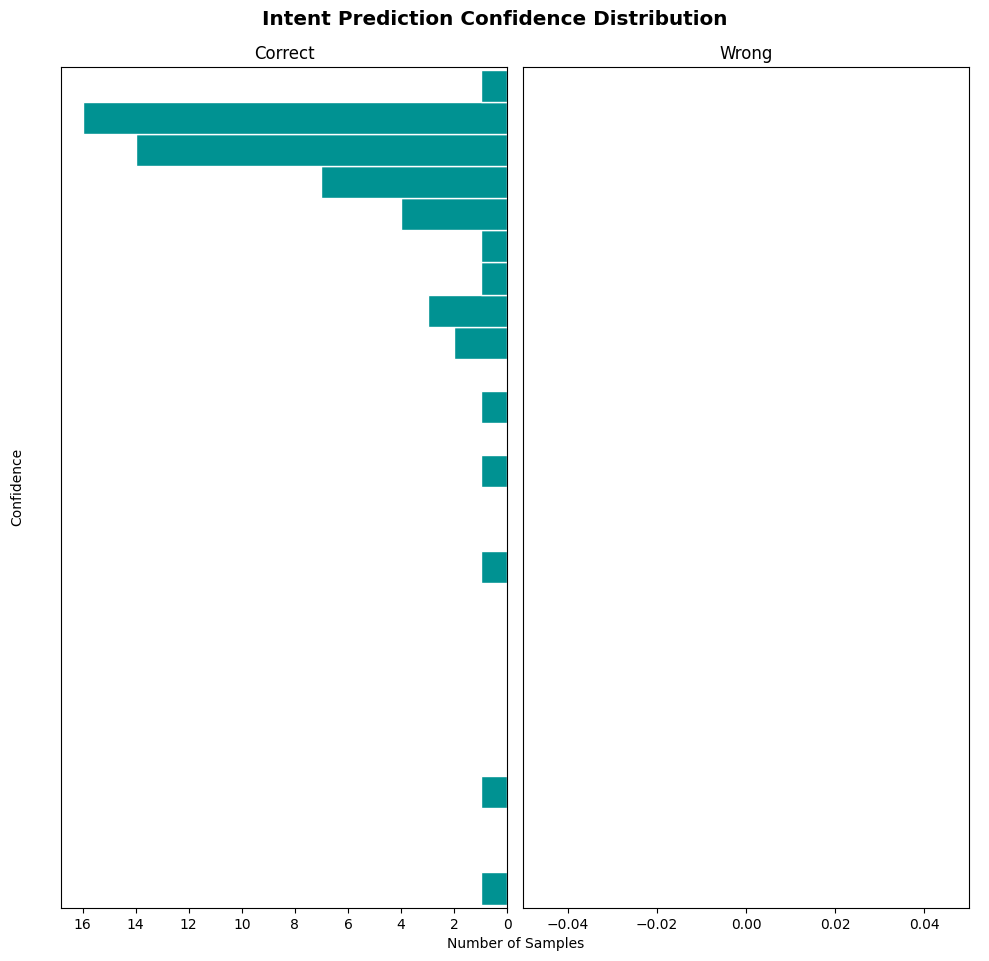 Intent Prediction Confidence Distribution
Correct
Wrong
Confidence
16 14 12 10 8 6 4 2 0
−0.04 −0.02 0.00 0.02 0.04
Number of Samples